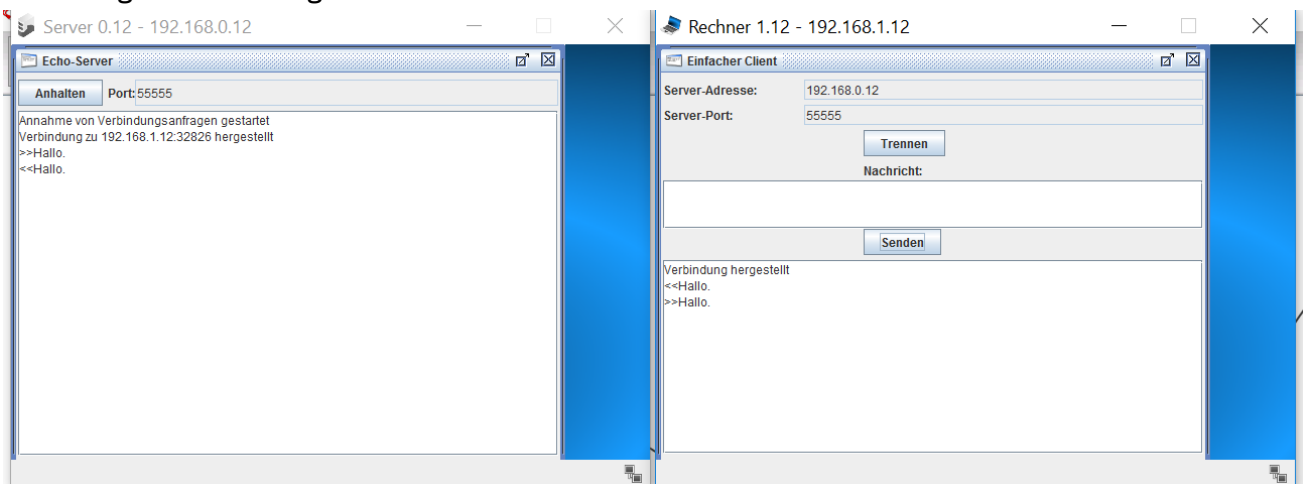 Server 0.12 - 192.168.0.12
Echo-Server
Anhalten Port: 55555
Annahme von Verbindungsanfragen gestartet
Verbindung zu 192.168.1.12:32826 hergestellt
>>Hallo.
<<Hallo.
Rechner 1.12 - 192.168.1.12
Einfacher Client
Server-Adresse: 192.168.0.12
Server-Port: 55555
Trennen
Nachricht:
Senden
Verbindung hergestellt
<<Hallo.
>>Hallo.